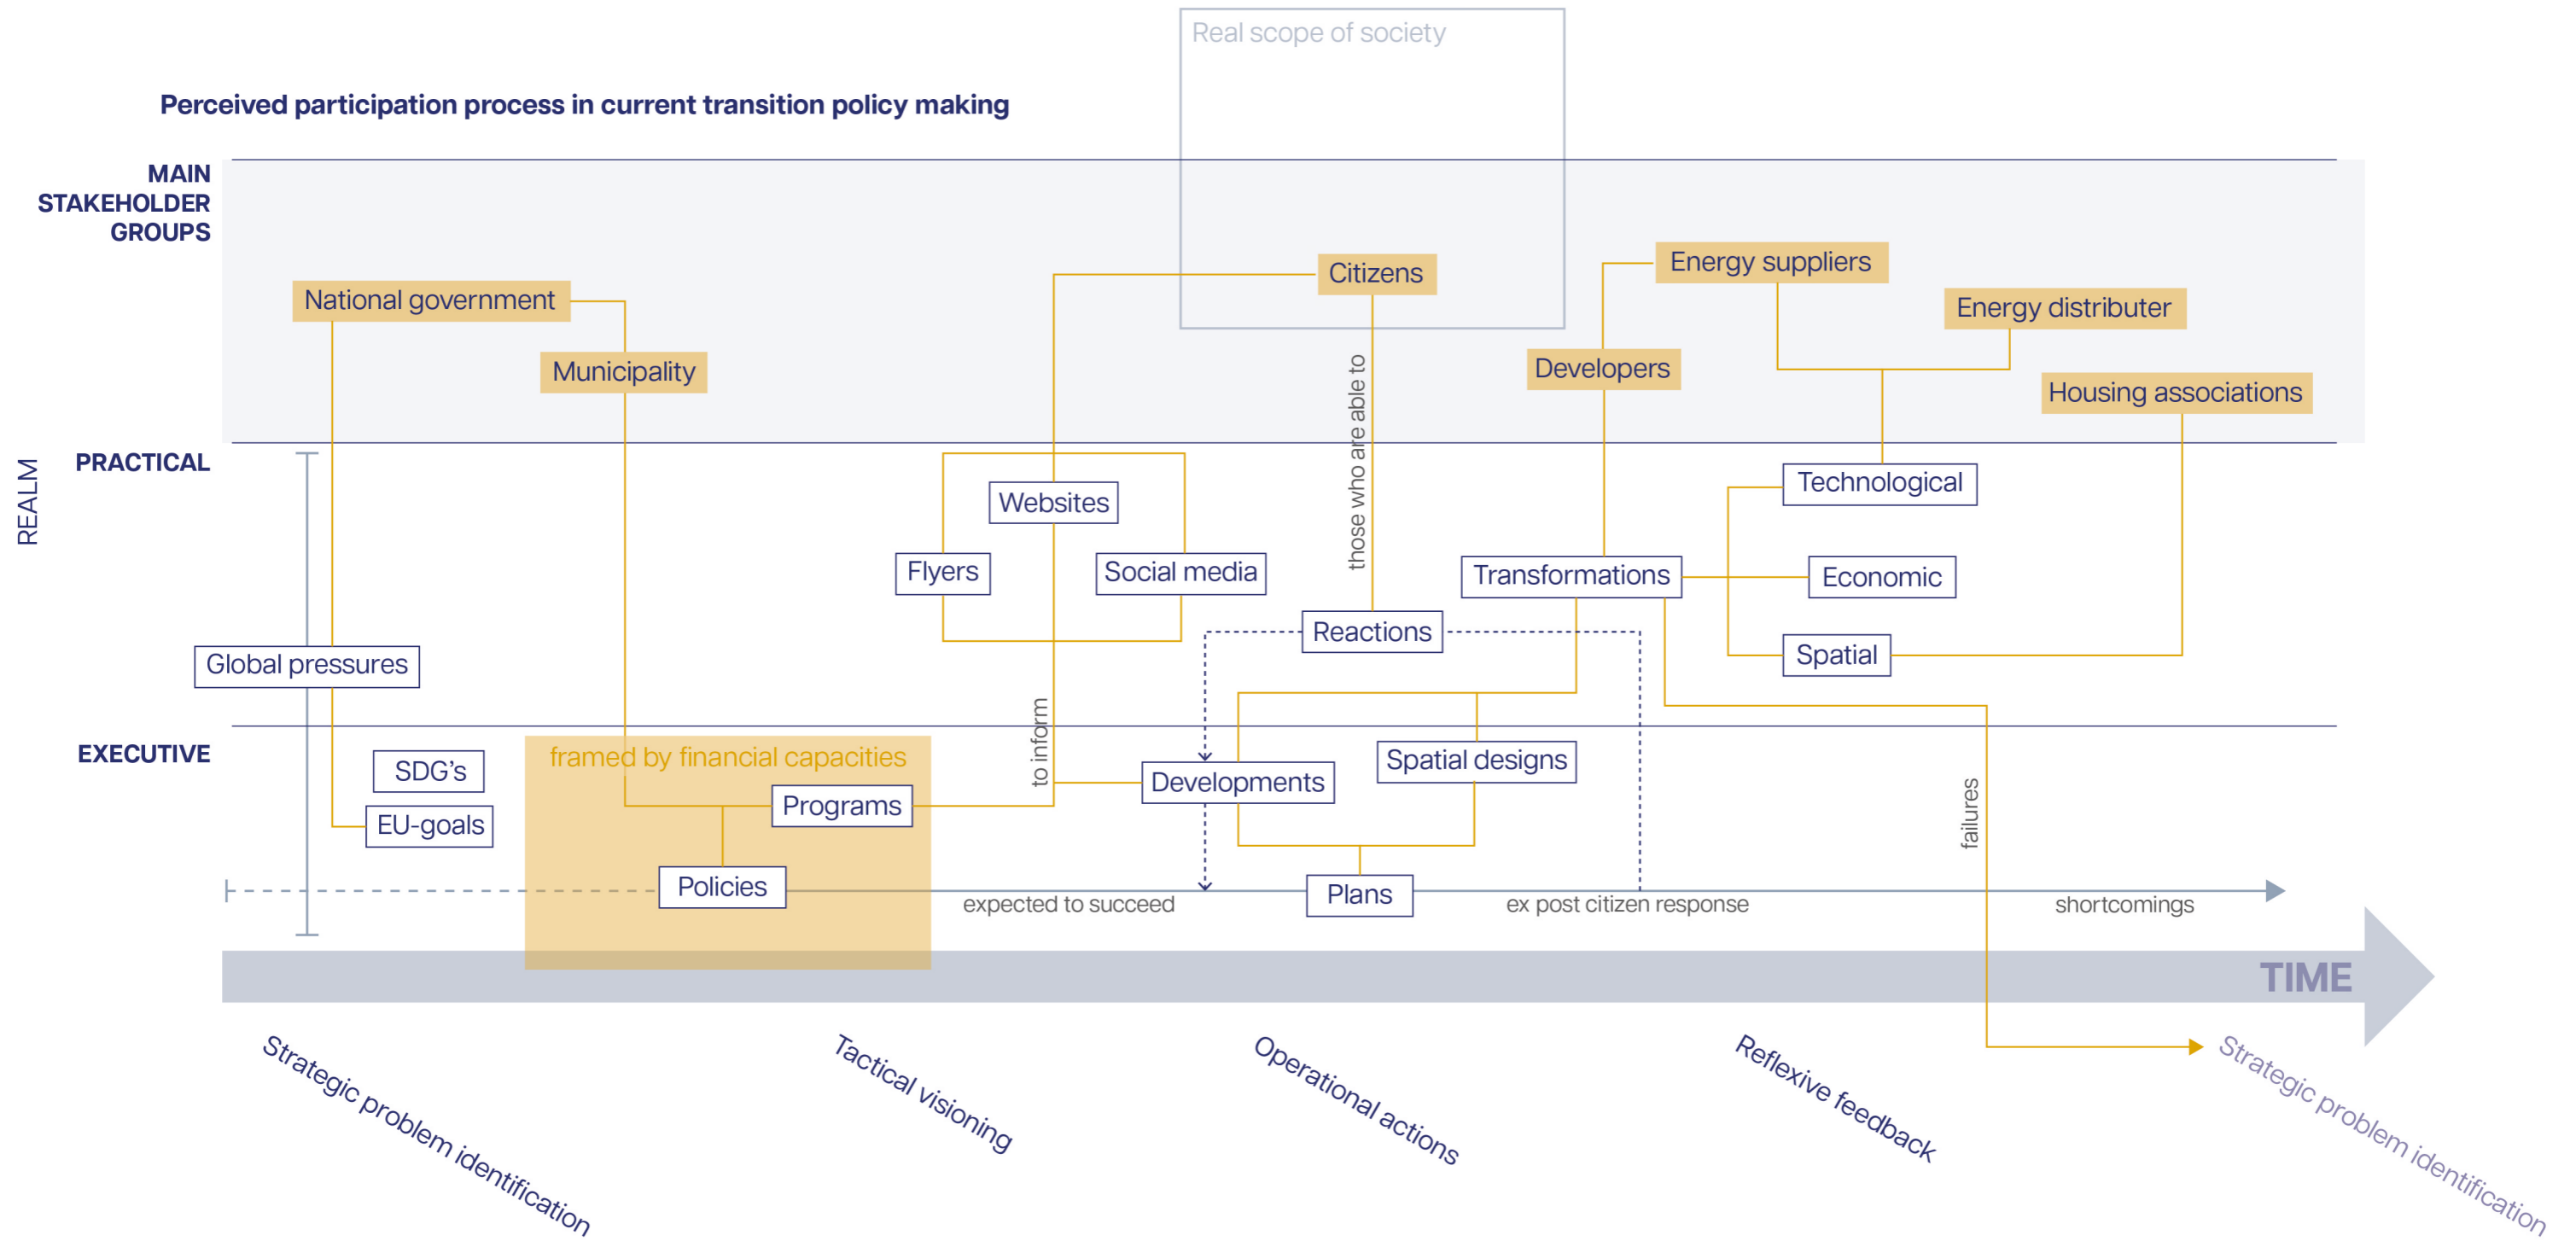 Real scope of society
Perceived participation process in current transition policy making
MAIN
STAKEHOLDER
GROUPS
Citizens
Energy suppliers
National government
Energy distributer
Municipality
Developers
Housing associations
those who are able to
REALM
PRACTICAL
Technological
Websites
Flyers
Social media
Transformations
Economic
Reactions
Spatial
Global pressures
to inform
EXECUTIVE
framed by financial capacities
SDG's
Developments
Spatial designs
Programs
EU-goals
failures
Policies
Plans
expected to succeed
ex post citizen response
shortcomings
TIME
Strategic problem identification
Tactical visioning
Operational actions
Reflexive feedback
Strategic problem identification